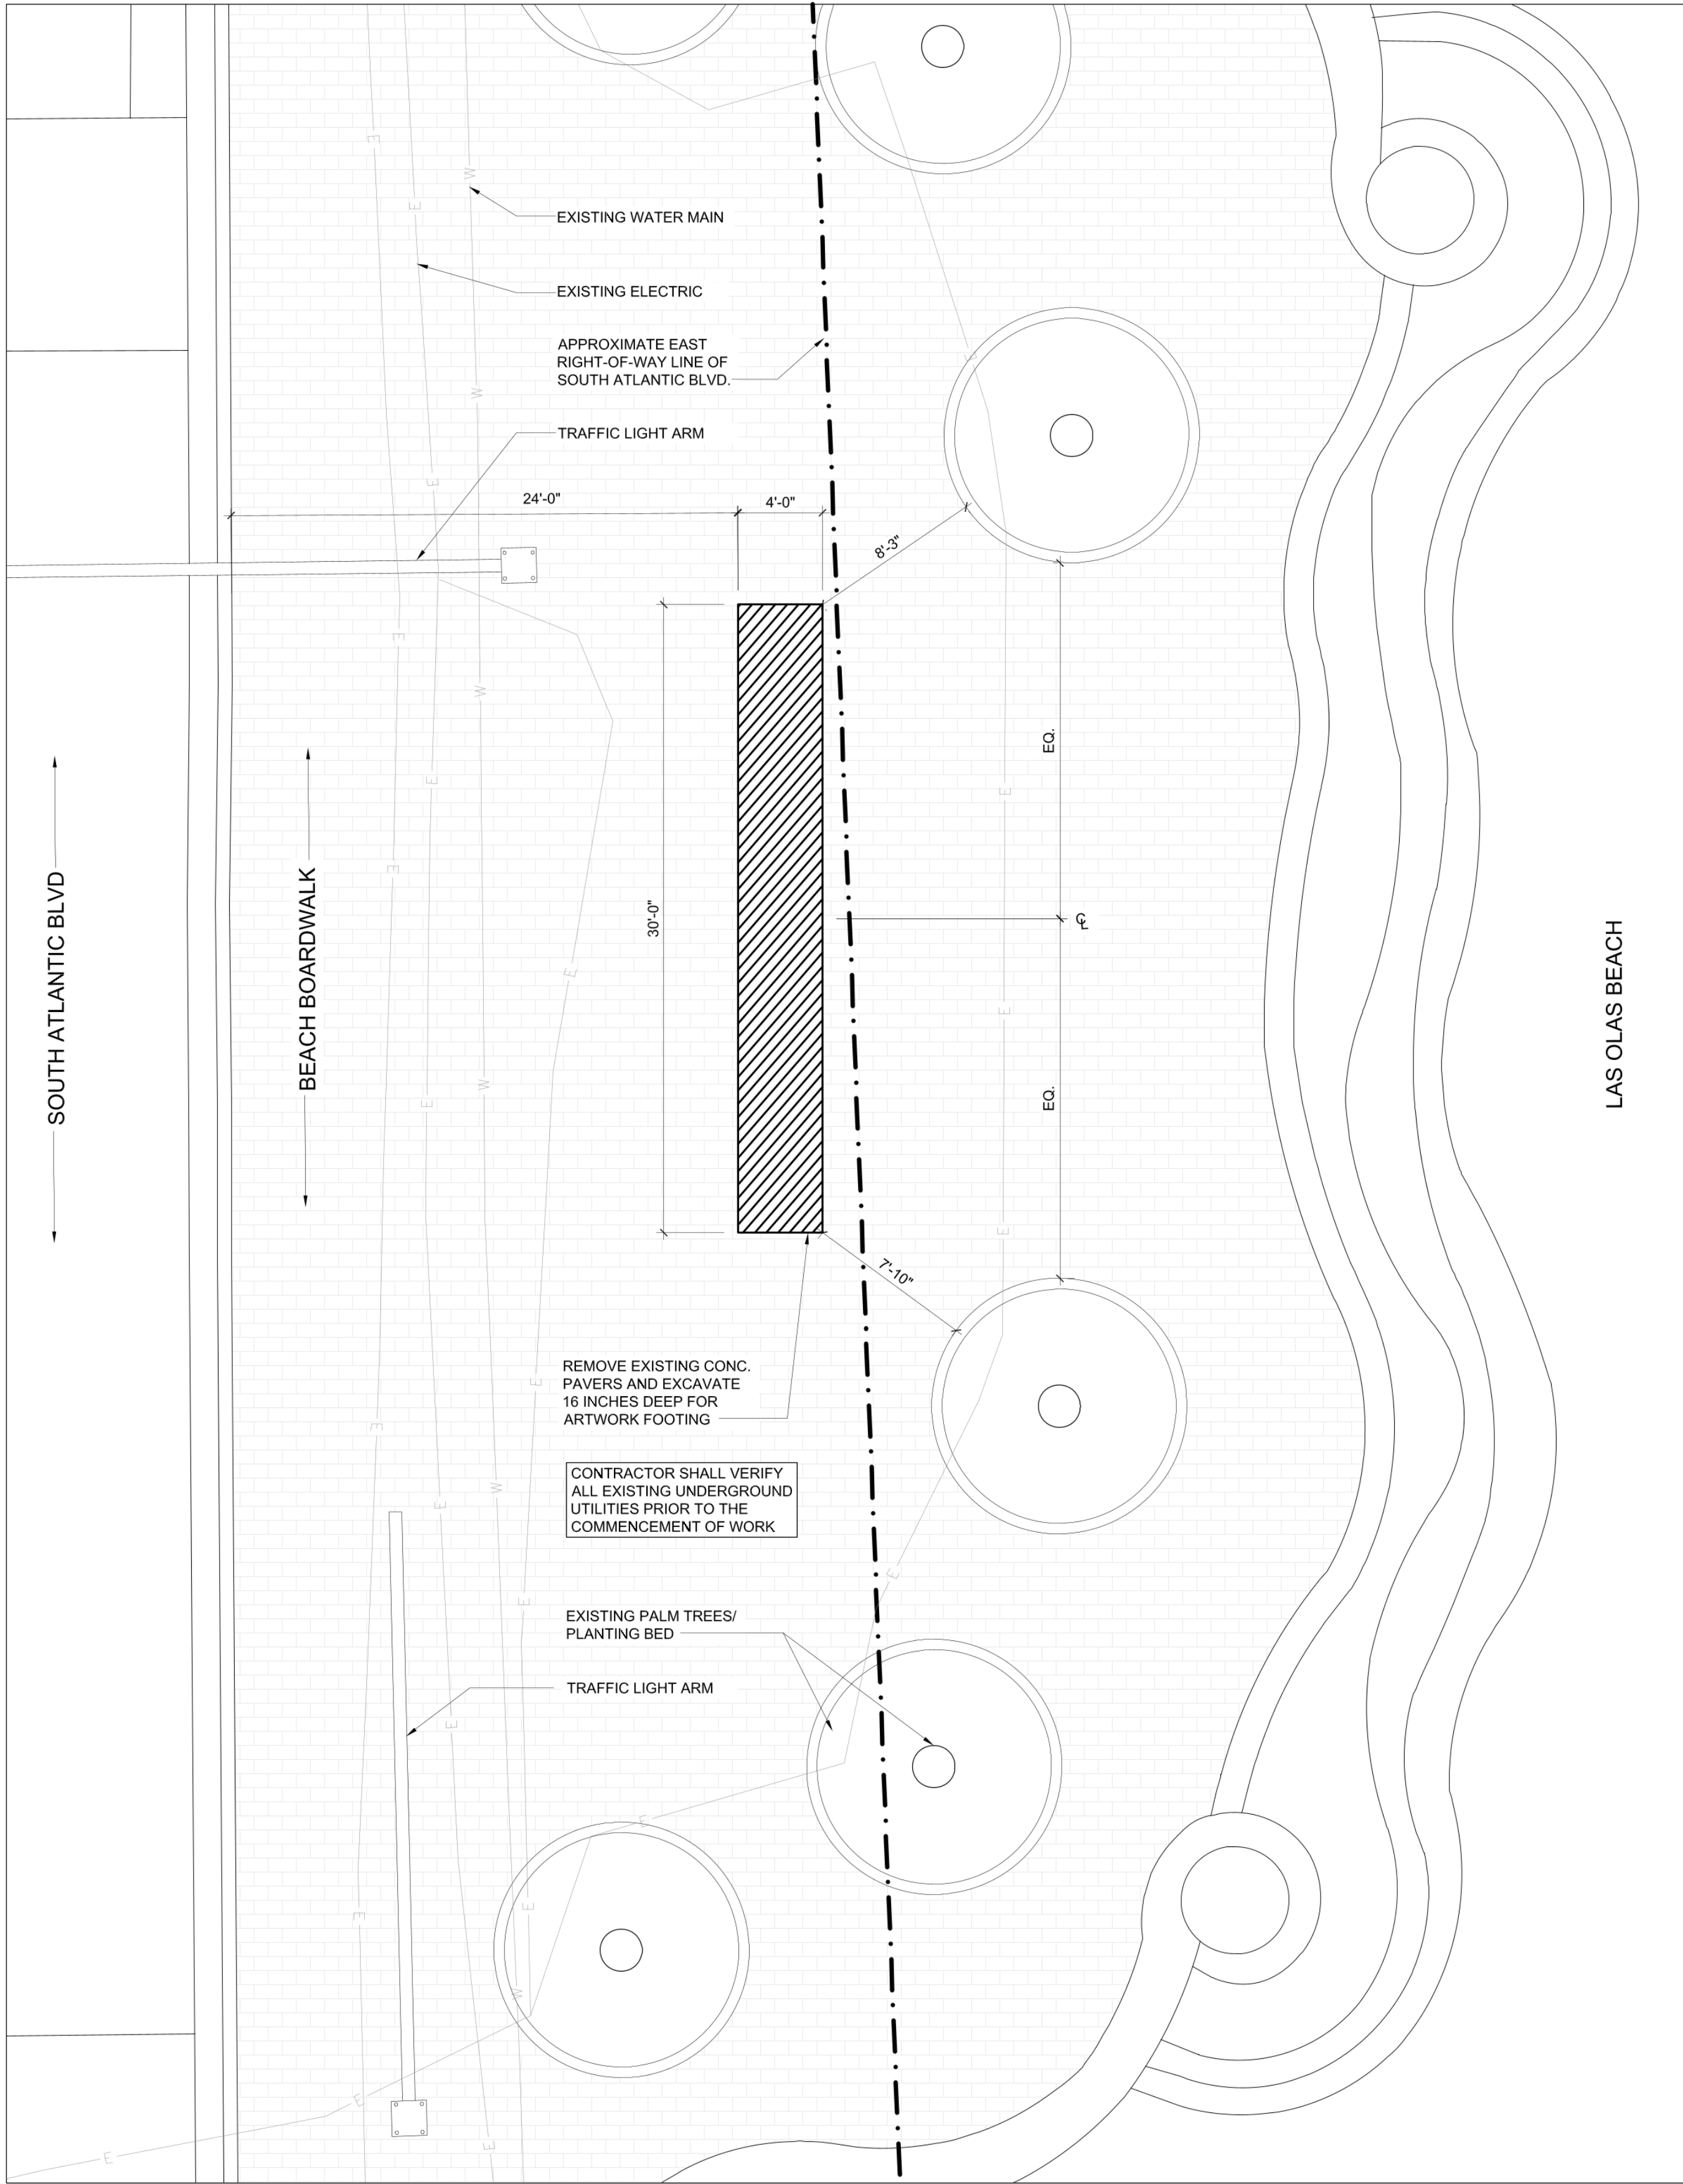 EXISTING WATER MAIN
EXISTING ELECTRIC
APPROXIMATE EAST
RIGHT-OF-WAY LINE OF
SOUTH ATLANTIC BLVD.
TRAFFIC LIGHT ARM
24'-0"
4'-0"
8'-3"
EQ.
30'-0"
SOUTH ATLANTIC BLVD
BEACH BOARDWALK
℄
LAS OLAS BEACH
EQ.
7'-10"
REMOVE EXISTING CONC.
PAVERS AND EXCAVATE
16 INCHES DEEP FOR
ARTWORK FOOTING
CONTRACTOR SHALL VERIFY
ALL EXISTING UNDERGROUND
UTILITIES PRIOR TO THE
COMMENCEMENT OF WORK
EXISTING PALM TREES/
PLANTING BED
TRAFFIC LIGHT ARM
E
E
W
E
W
E
E
W
E
E
E
E
E
E
W
E
E
E
E
W
E
E
E
E
E
E
E
W
E
E
E